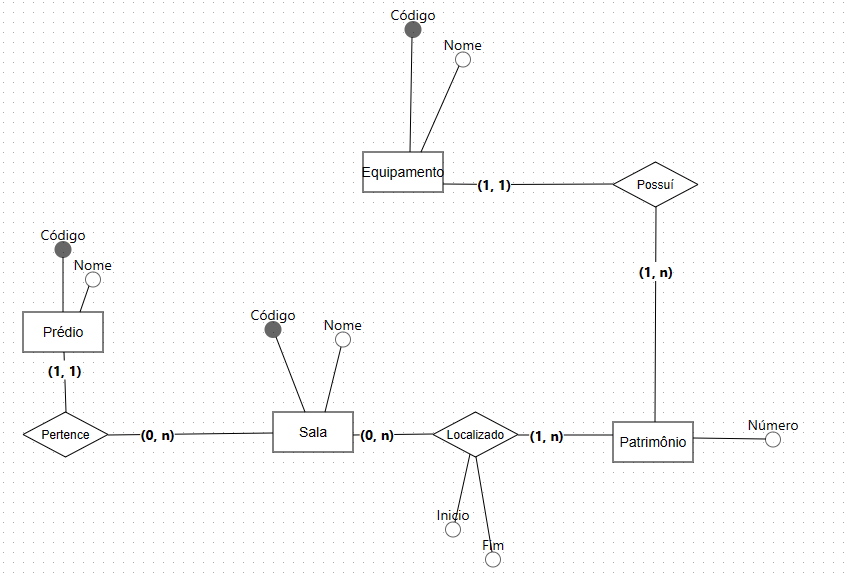 Código
Nome
Equipamento
(1, 1)
Possuí
(1, n)
Código
Nome
Prédio
(1, 1)
Pertence
(0, n)
Código
Nome
Sala
(0, n)
Localizado
(1, n)
Patrimônio
Número
Inicio
Fim